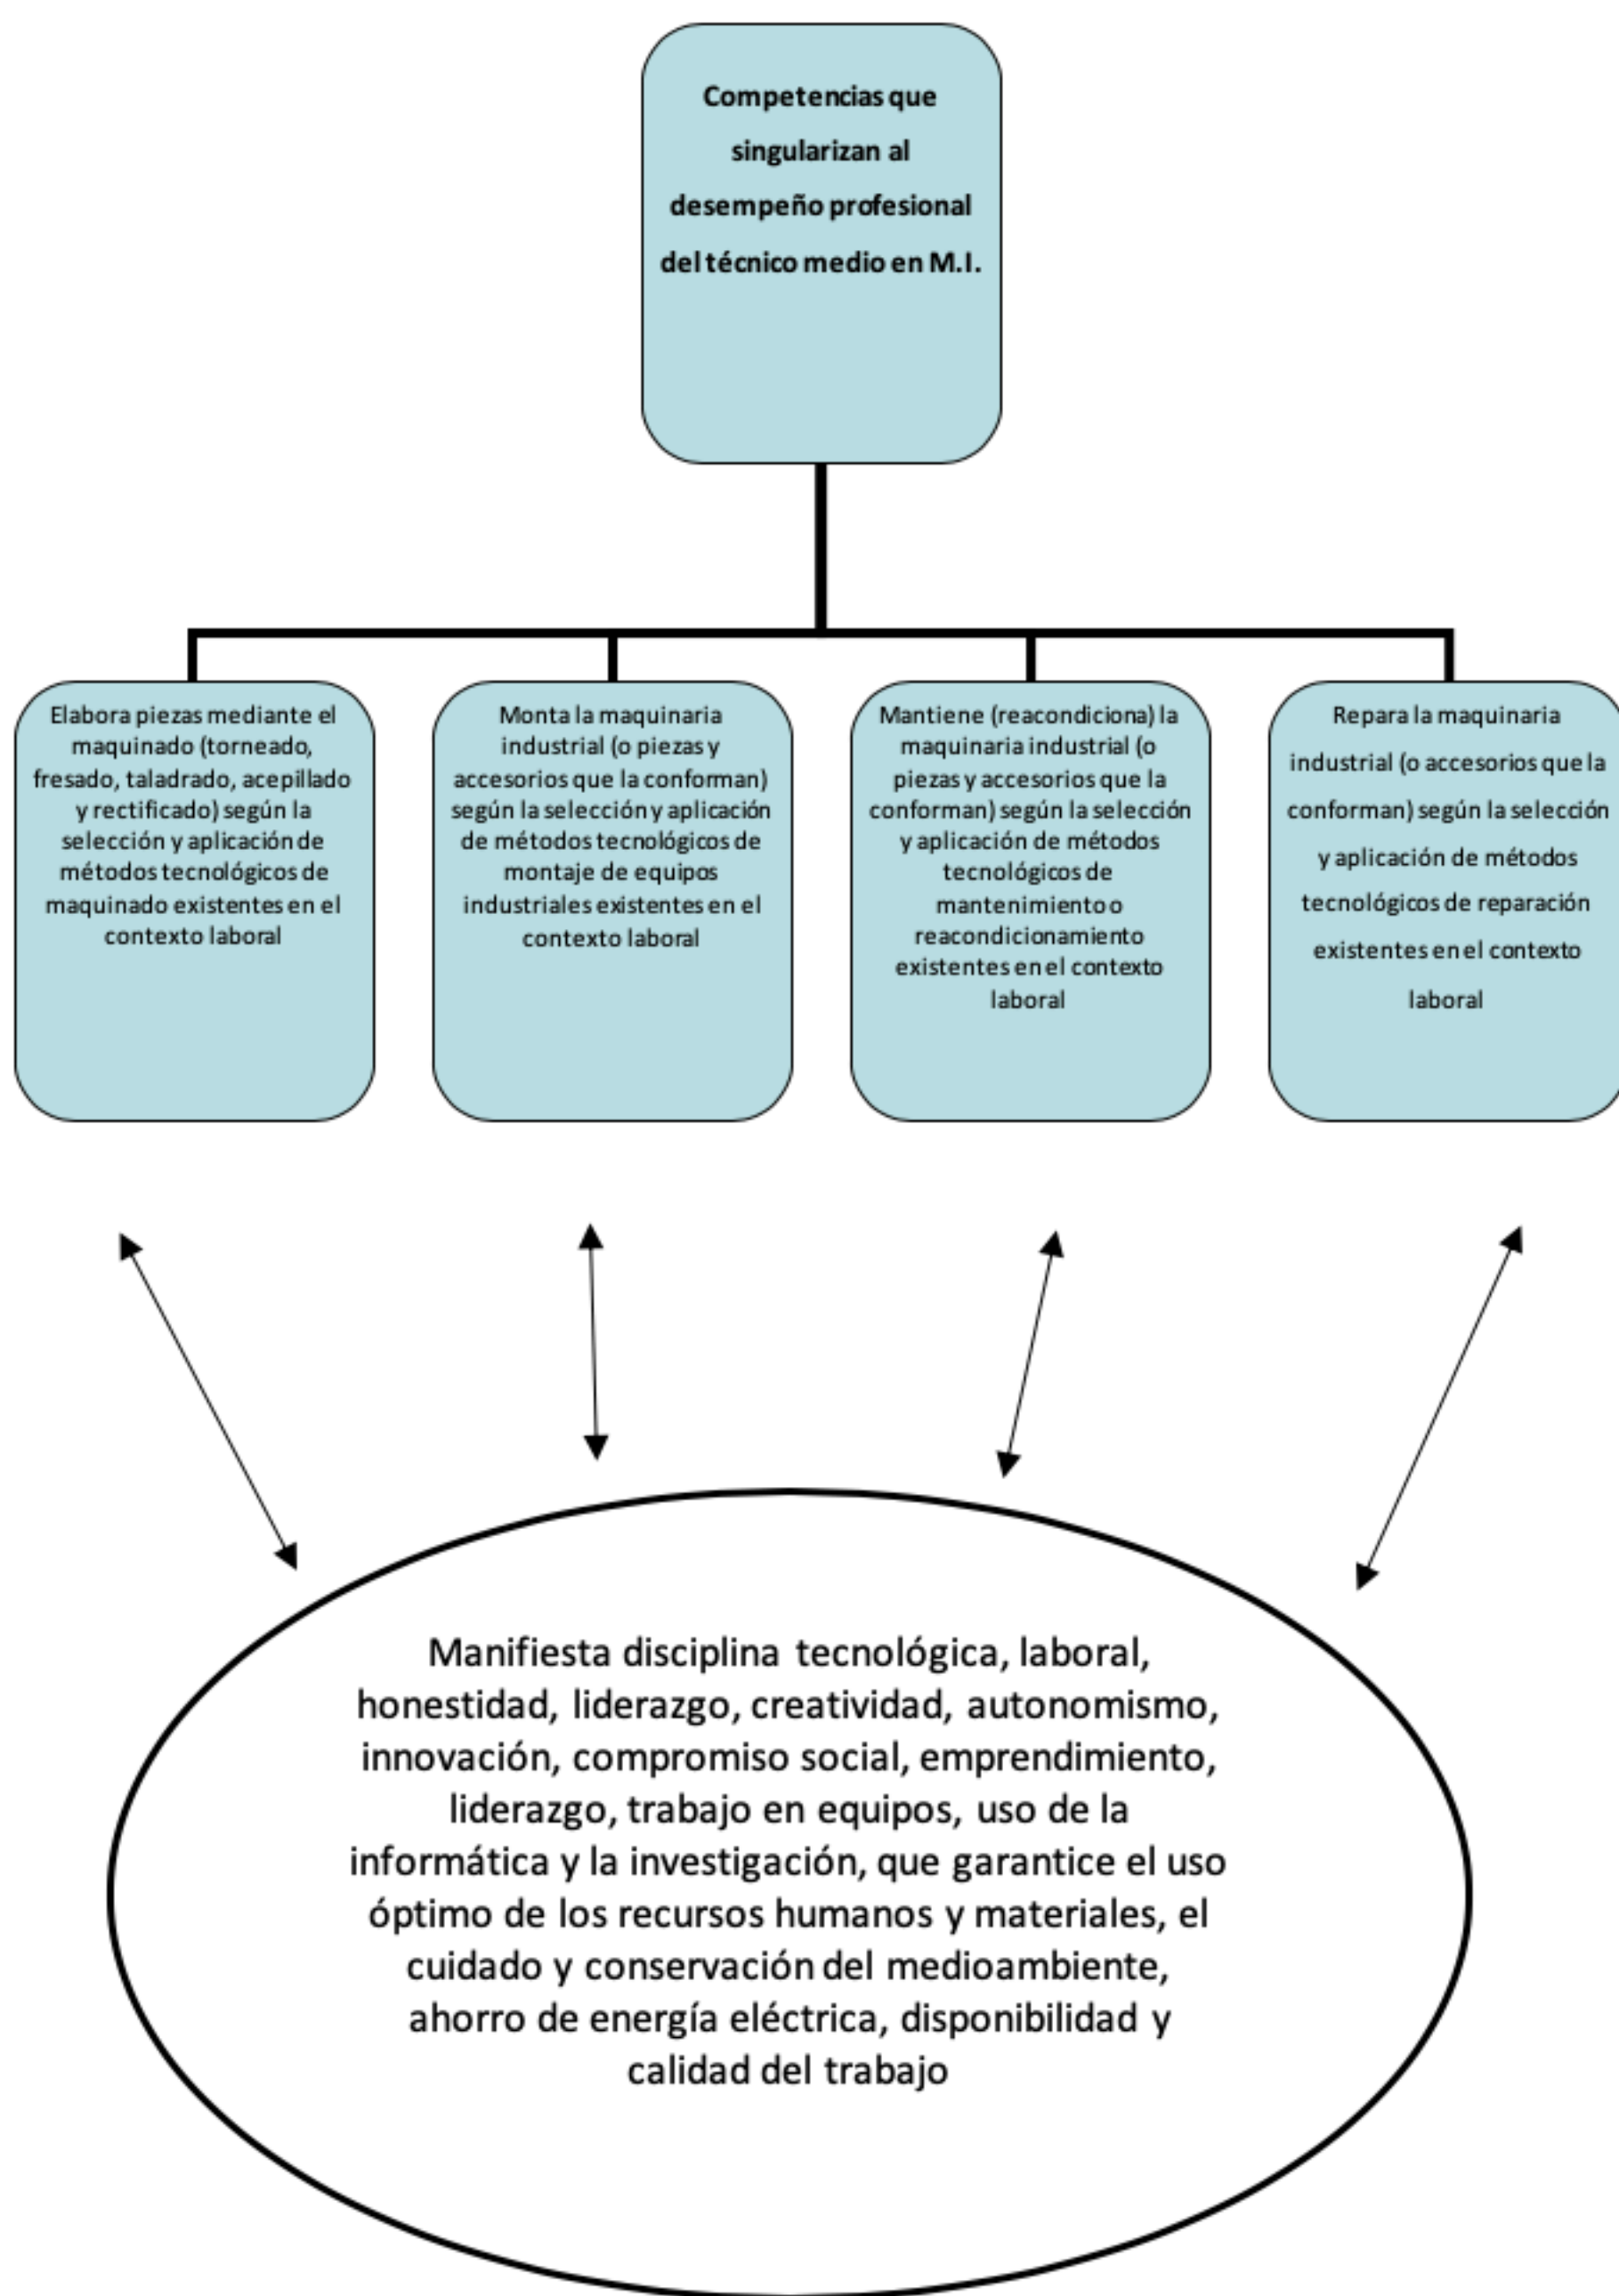 Competencias que
singularizan al
desempeño profesional
del técnico medio en M.I.
Elabora piezas mediante el
maquinado (torneado,
fresado, taladrado, acepillado
y rectificado) según la
selección y aplicación de
métodos tecnológicos de
maquinado existentes en el
contexto laboral
Monta la maquinaria
industrial (o piezas y
accesorios que la conforman)
según la selección y aplicación
de métodos tecnológicos de
montaje de equipos
industriales existentes en el
contexto laboral
Mantiene (reacondiciona) la
maquinaria industrial (o
piezas y accesorios que la
conforman) según la selección
y aplicación de métodos
tecnológicos de
mantenimiento o
reacondicionamiento
existentes en el contexto
laboral
Repara la maquinaria
industrial (o accesorios que la
conforman) según la selección
y aplicación de métodos
tecnológicos de reparación
existentes en el contexto
laboral
Manifiesta disciplina tecnológica, laboral,
honestidad, liderazgo, creatividad, autonomismo,
innovación, compromiso social, emprendimiento,
liderazgo, trabajo en equipos, uso de la
informática y la investigación, que garantice el uso
óptimo de los recursos humanos y materiales, el
cuidado y conservación del medioambiente,
ahorro de energía eléctrica, disponibilidad y
calidad del trabajo